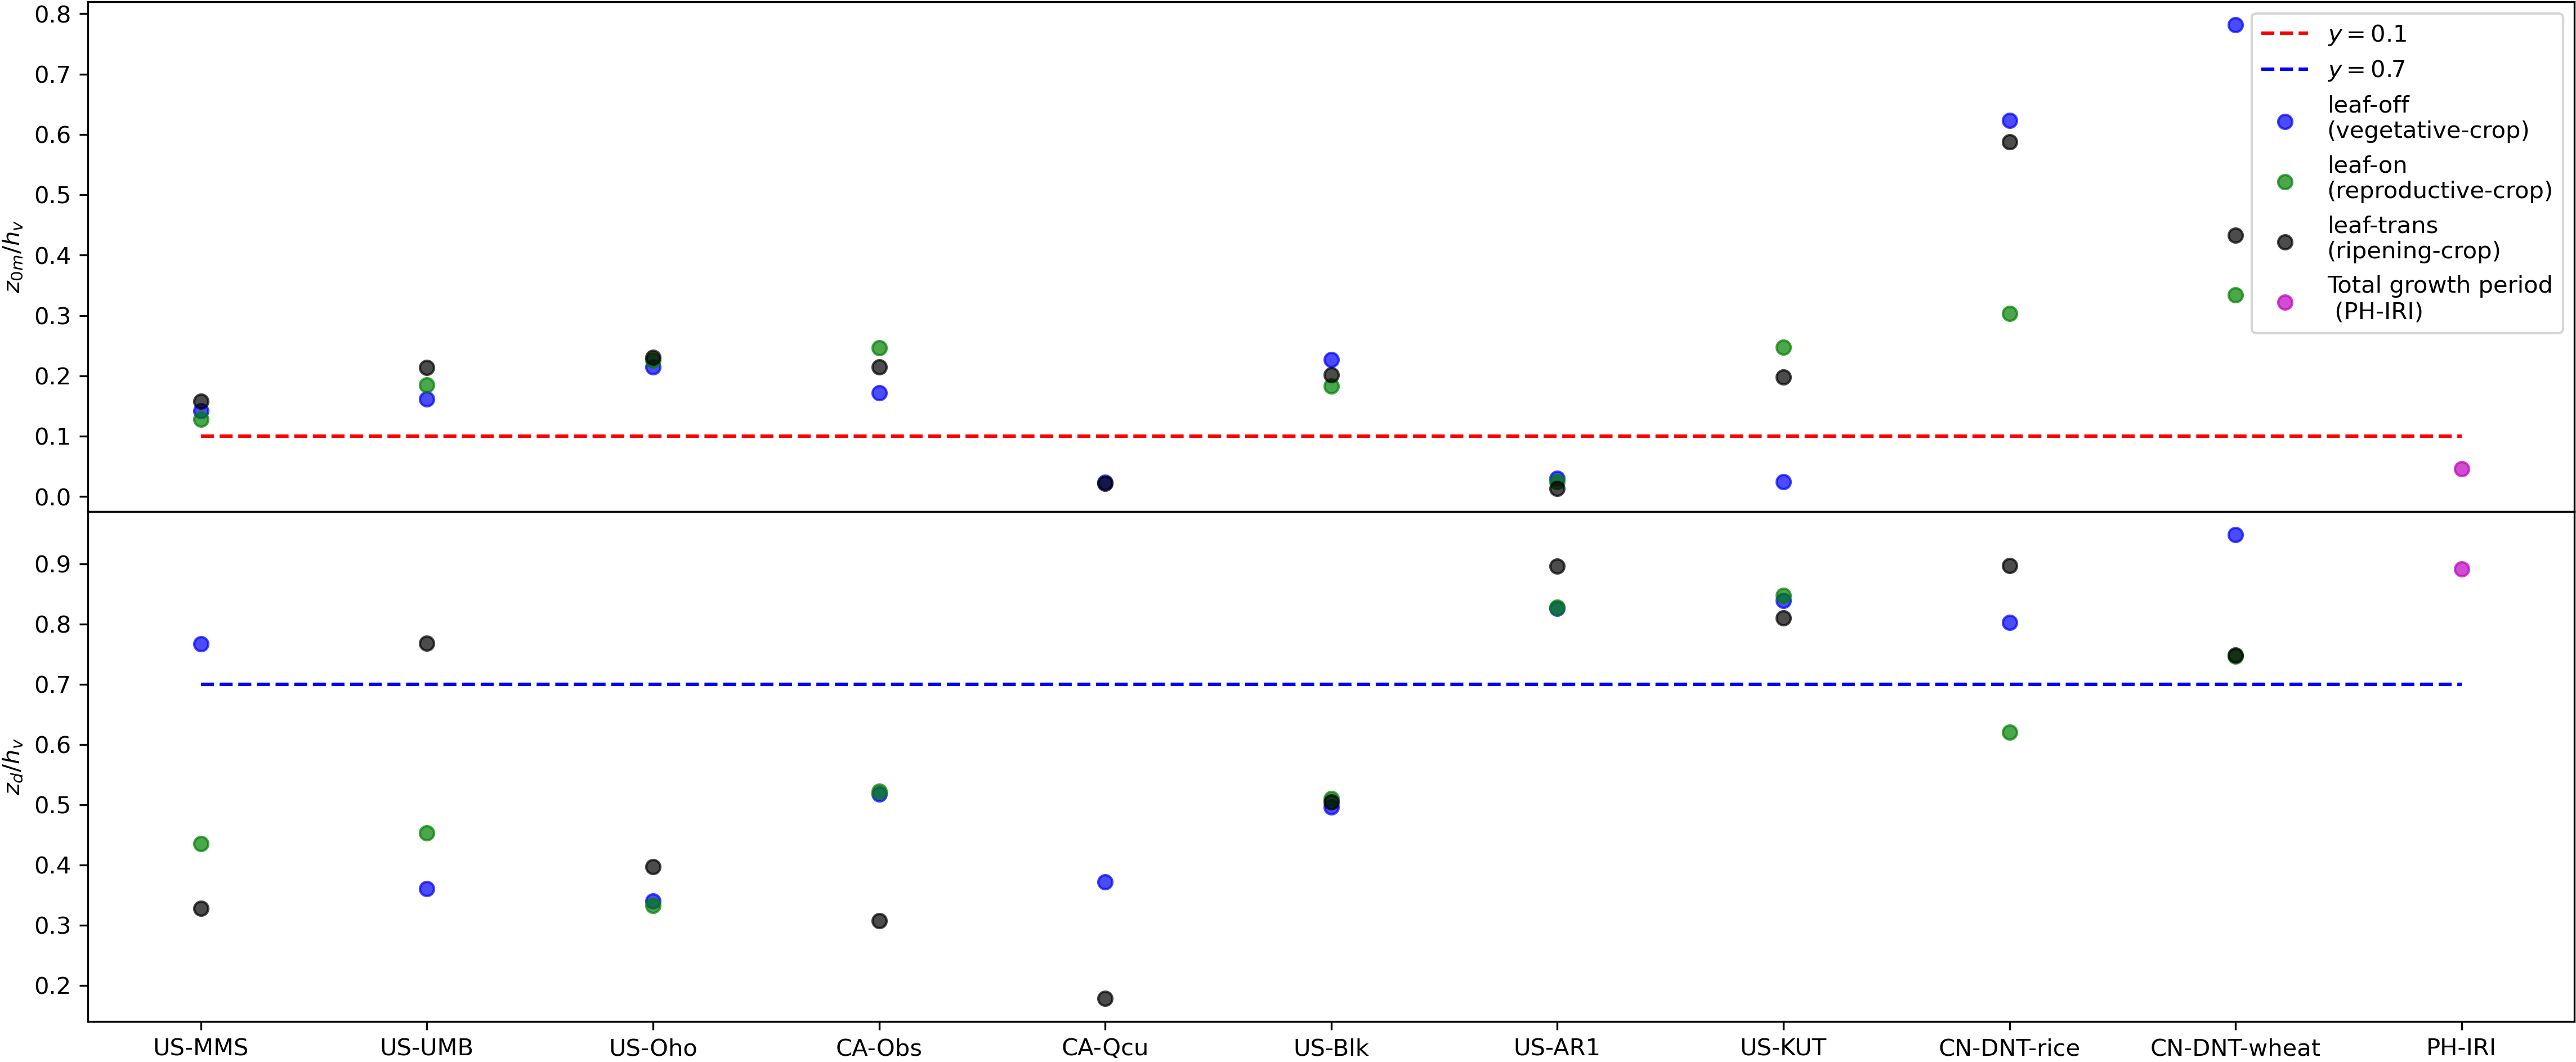 0.8
0.7
0.6
0.5
0.4
0.3
0.2
0.1
0.0
z0m/hv
y = 0.1
y = 0.7
leaf-off
(vegetative-crop)
leaf-on
(reproductive-crop)
leaf-trans
(ripening-crop)
Total growth period
(PH-IRI)
0.9
0.8
0.7
0.6
0.5
0.4
0.3
0.2
zd/hv
US-MMS US-UMB US-Oho CA-Obs CA-Qcu US-Blk US-AR1 US-KUT CN-DNT-rice CN-DNT-wheat PH-IRI